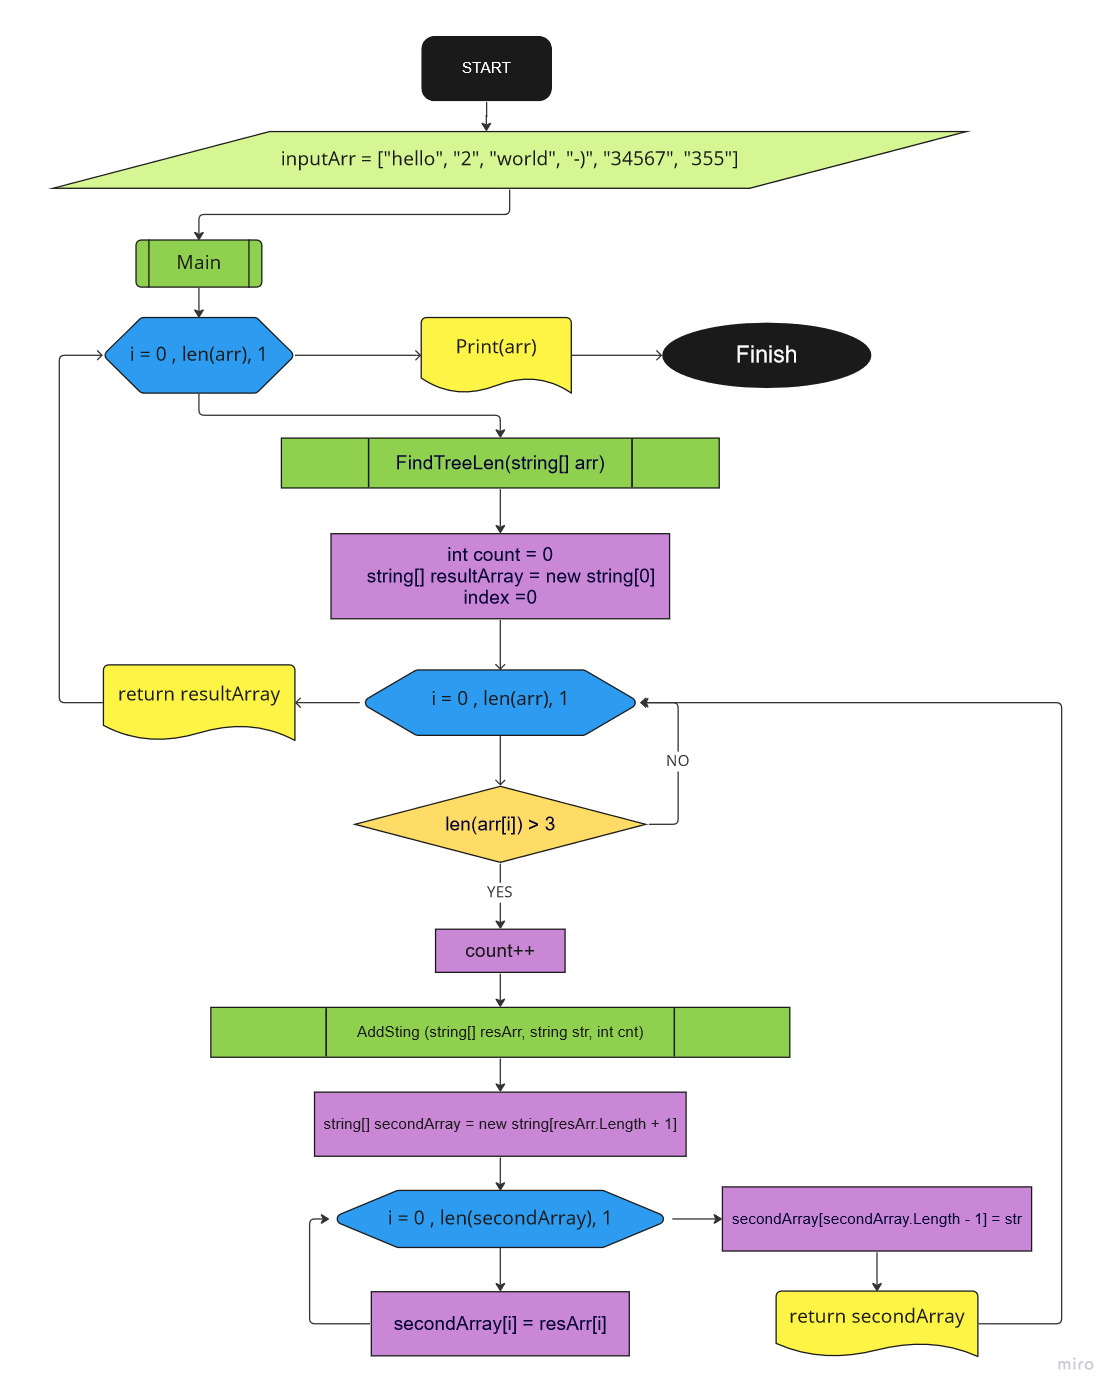 START
inputArr = ["hello", "2", "world", "-)", "34567", "355"]
Main
i = 0 , len(arr), 1
Print(arr)
Finish
FindTreeLen(string[] arr)
int count = 0
string[] resultArray = new string[0]
index =0
return resultArray
i = 0 , len(arr), 1
NO
len(arr[i]) > 3
YES
count++
AddSting (string[] resArr, string str, int cnt)
string[] secondArray = new string[resArr.Length + 1]
i = 0 , len(secondArray), 1
secondArray[secondArray.Length - 1] = str
secondArray[i] = resArr[i]
return secondArray
miro